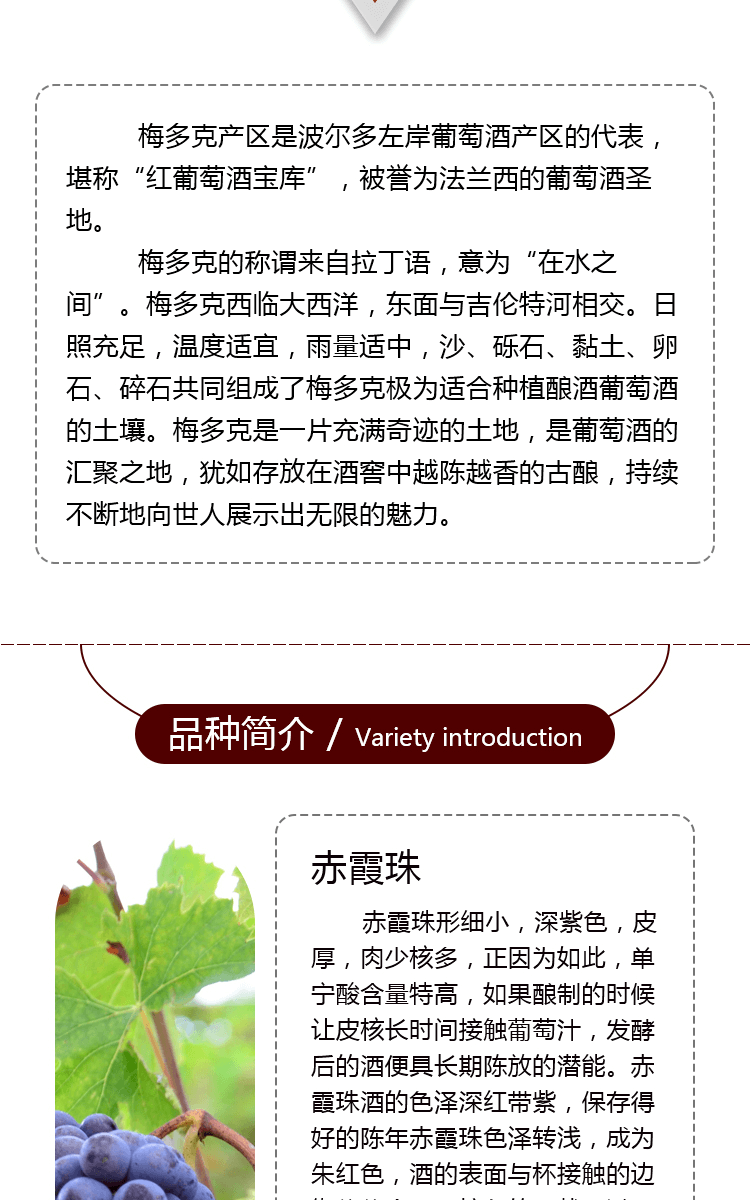 梅多克产区是波尔多左岸葡萄酒产区的代表，
堪称“红葡萄酒宝库”，被誉为法兰西的葡萄酒圣
地。
梅多克的称谓来自拉丁语，意为“在水之
间”。梅多克西临大西洋，东面与吉伦特河相交。日
照充足，温度适宜，雨量适中，沙、砾石、黏土、卵
石、碎石共同组成了梅多克极为适合种植酿酒葡萄酒
的土壤。梅多克是一片充满奇迹的土地，是葡萄酒的
汇聚之地，犹如存放在酒窖中越陈越香的古酿，持续
不断地向世人展示出无限的魅力。
品种简介 / Variety introduction
赤霞珠
赤霞珠形细小，深紫色，皮
厚，肉少核多，正因为如此，单
宁酸含量特高，如果酿制的时候
让皮核长时间接触葡萄汁，发酵
后的酒便具长期陈放的潜能。赤
霞珠酒的色泽深红带紫，保存得
好的陈年赤霞珠色泽转浅，成为
朱红色，酒的表面与杯接触的边